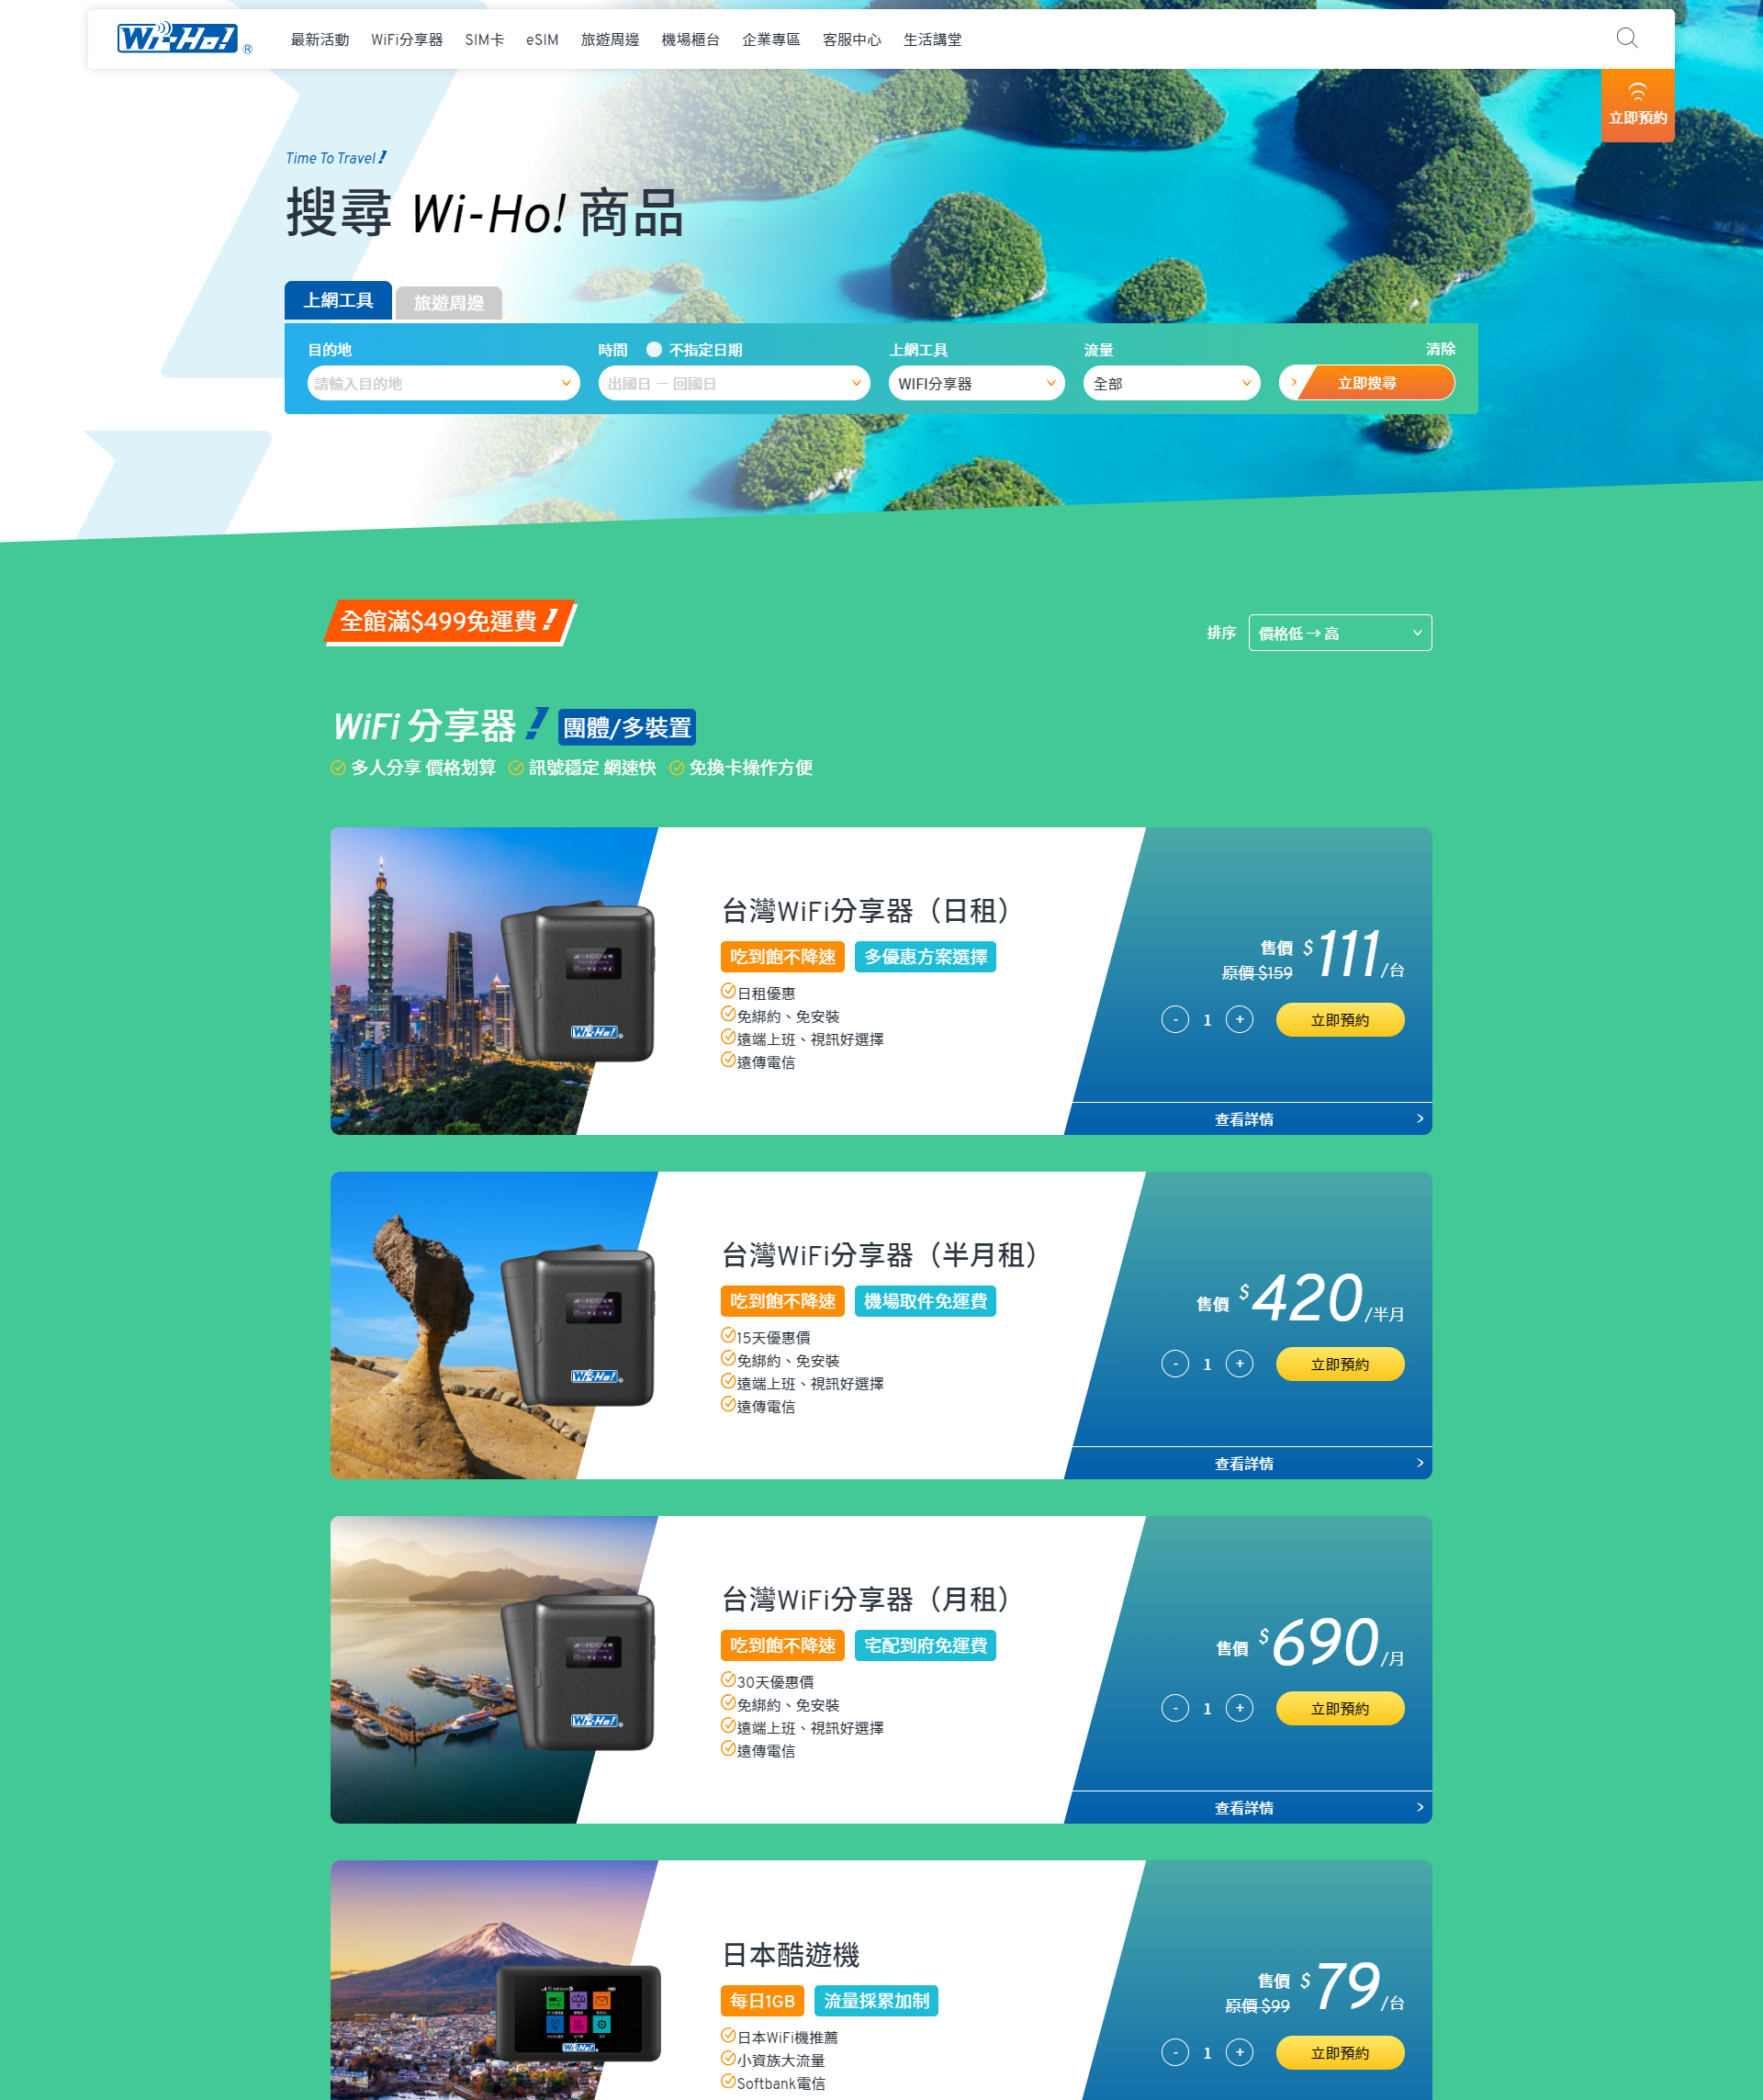 Wi-Ho! ®
最新活動 WiFi分享器 SIM卡 eSIM 旅遊周邊 機場櫃台 企業專區 客服中心 生活講堂
立即預約
Time To Travel !
搜尋 Wi-Ho! 商品
上網工具 旅遊周邊
目的地 時間 不指定日期 上網工具 流量 清除
請輸入目的地 出國日 － 回國日 WIFI分享器 全部 立即搜尋
全館滿$499免運費 !
排序 價格低 → 高
WiFi 分享器 ! 團體/多裝置
多人分享 價格划算 訊號穩定 網速快 免換卡操作方便
Wi-Ho!
台灣WiFi分享器（日租）
吃到飽不降速 多優惠方案選擇
日租優惠
免綁約、免安裝
遠端上班、視訊好選擇
遠傳電信
售價 $ 111 /台
原價 $159
- 1 + 立即預約
查看詳情
Wi-Ho!
台灣WiFi分享器（半月租）
吃到飽不降速 機場取件免運費
15天優惠價
免綁約、免安裝
遠端上班、視訊好選擇
遠傳電信
售價 $ 420 /半月
- 1 + 立即預約
查看詳情
Wi-Ho!
台灣WiFi分享器（月租）
吃到飽不降速 宅配到府免運費
30天優惠價
免綁約、免安裝
遠端上班、視訊好選擇
遠傳電信
售價 $ 690 /月
- 1 + 立即預約
查看詳情
Wi-Ho!
日本酷遊機
每日1GB 流量採累加制
日本WiFi機推薦
小資族大流量
Softbank電信
售價 $ 79 /台
原價 $99
- 1 + 立即預約